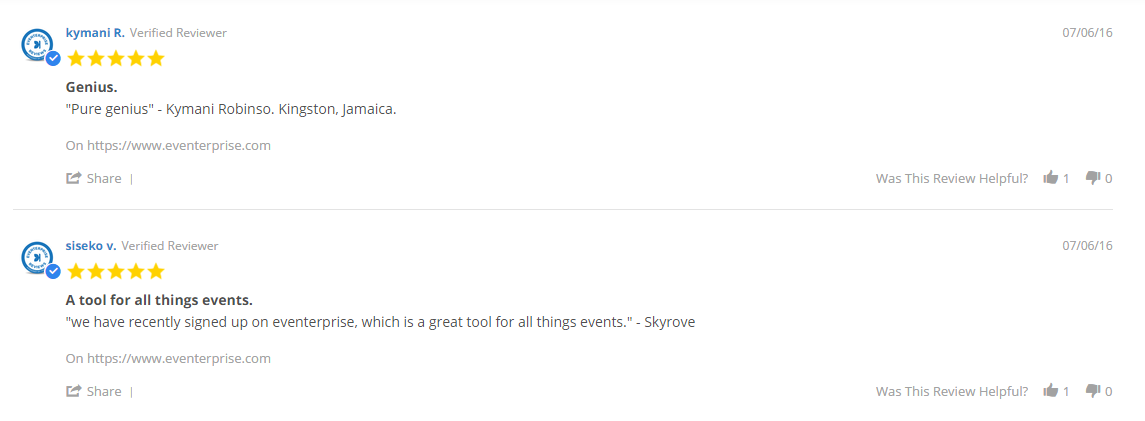 kymani R. Verified Reviewer 07/06/16
Genius.
"Pure genius" - Kymani Robinso. Kingston, Jamaica.
On https://www.eventerprise.com
Share | Was This Review Helpful? 1 0
siseko v. Verified Reviewer 07/06/16
A tool for all things events.
"we have recently signed up on eventerprise, which is a great tool for all things events." - Skyrove
On https://www.eventerprise.com
Share | Was This Review Helpful? 1 0